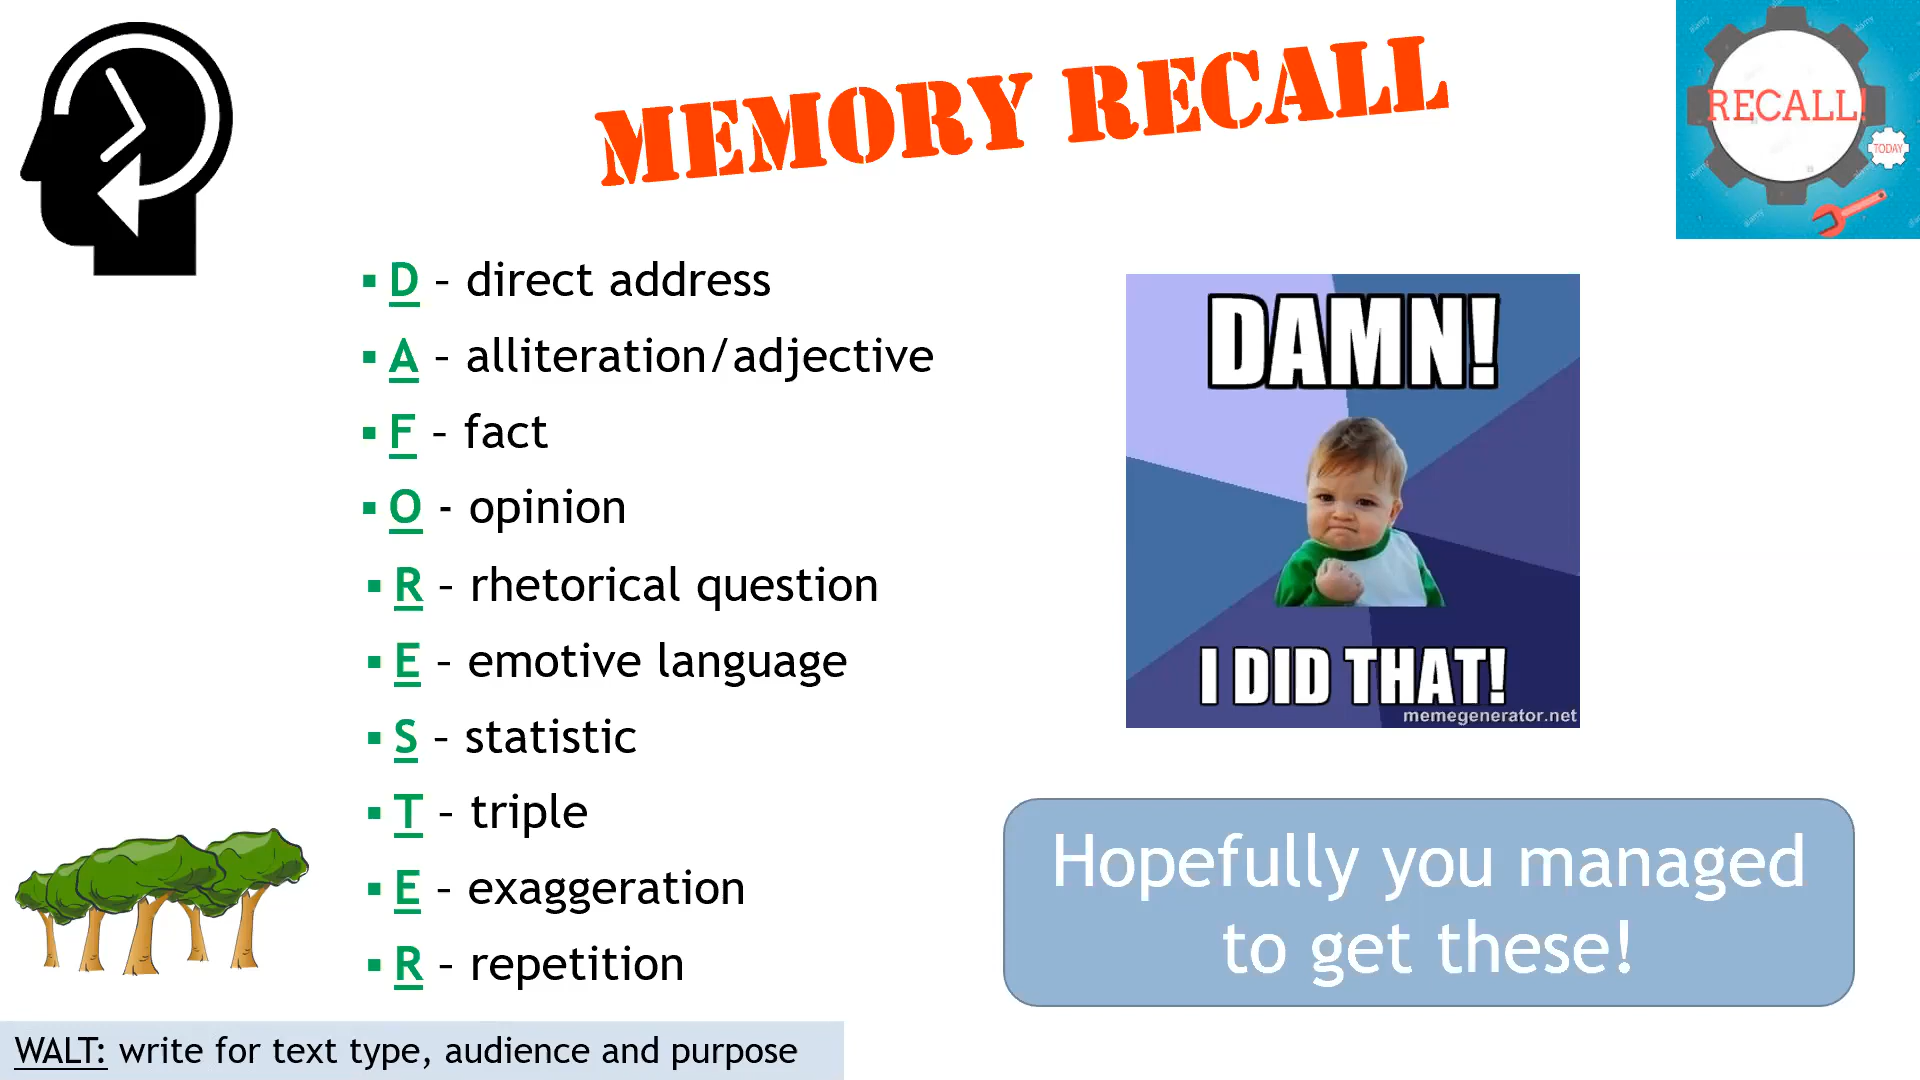 MEMORY RECALL
RECALL!
TODAY
▪ D – direct address
▪ A – alliteration/adjective
▪ F – fact
▪ O - opinion
▪ R – rhetorical question
▪ E – emotive language
▪ S – statistic
▪ T – triple
▪ E – exaggeration
▪ R – repetition
DAMN!
I DID THAT!
memegenerator.net
Hopefully you managed
to get these!
WALT: write for text type, audience and purpose